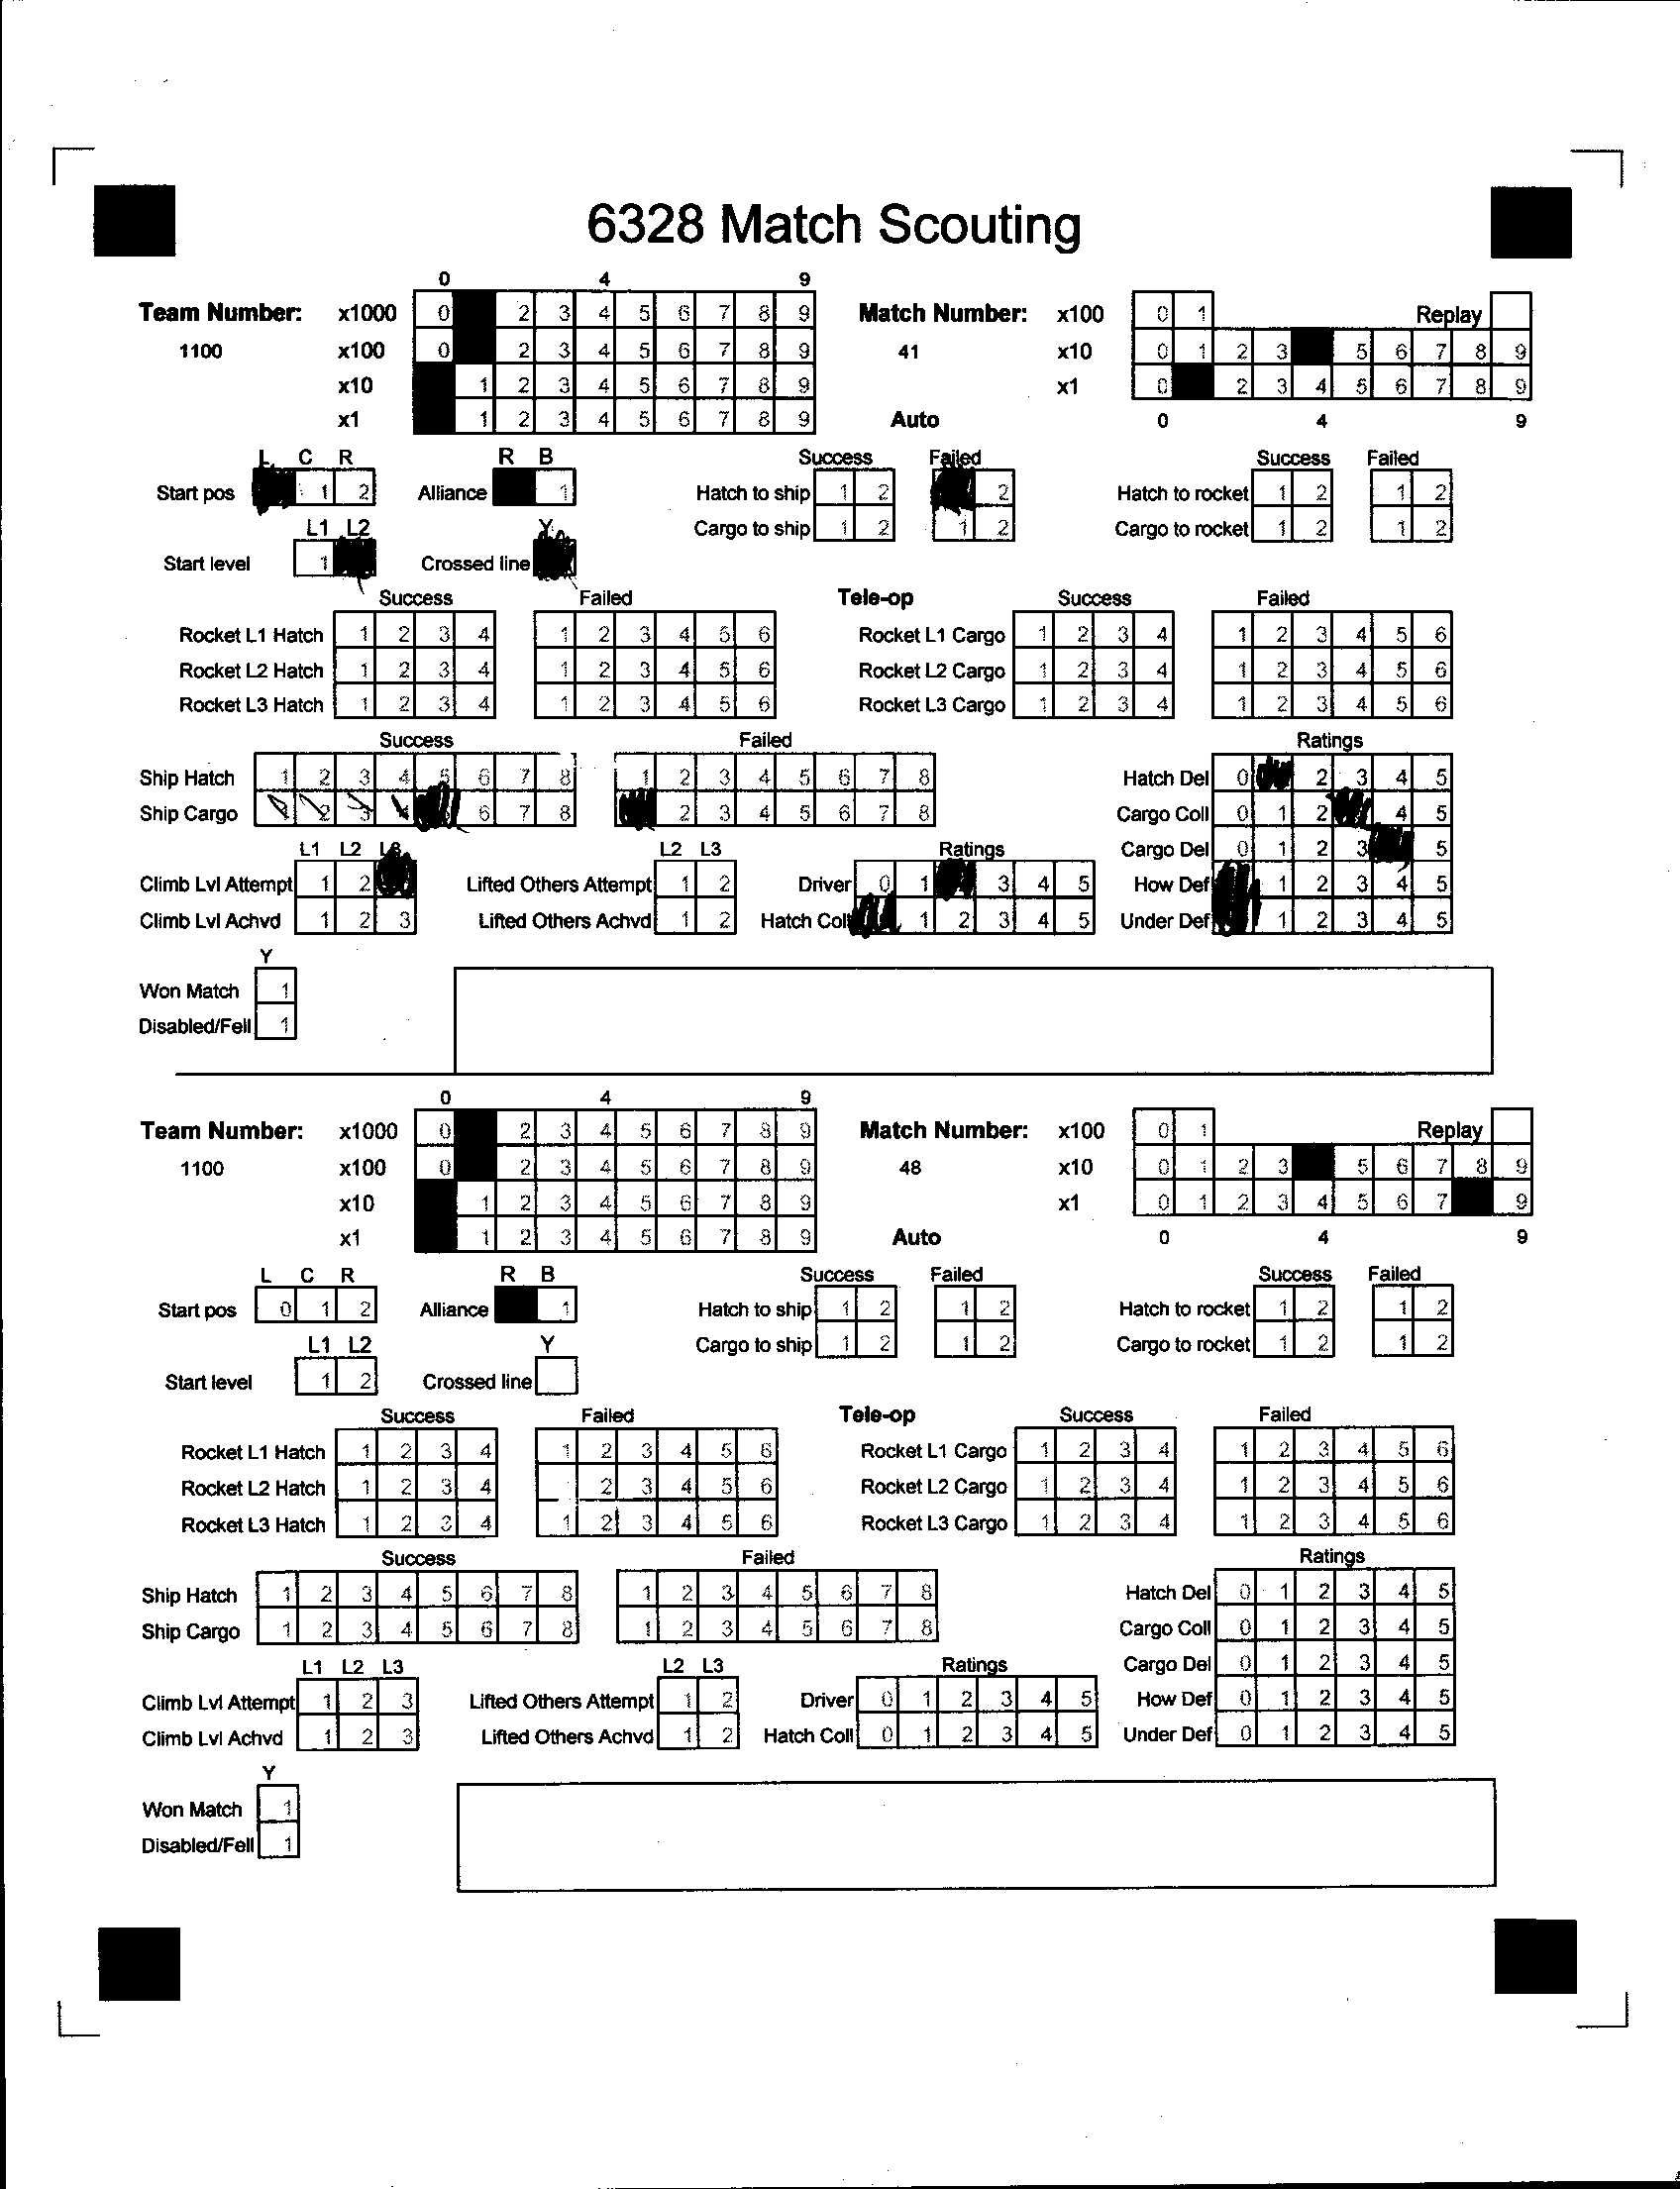 6328 Match Scouting
0 4 9
Team Number: x1000 0 2 3 4 5 6 7 8 9 Match Number: x100 0 1 Replay
1100 x100 0 2 3 4 5 6 7 8 9 41 x10 0 1 2 3 5 6 7 8 9
x10 1 2 3 4 5 6 7 8 9 x1 0 2 3 4 5 6 7 8 9
x1 1 2 3 4 5 6 7 8 9 Auto 0 4 9
L C R R B Success Failed Success Failed
Start pos 1 2 Alliance 1 Hatch to ship 1 2 2 Hatch to rocket 1 2 1 2
Cargo to ship 1 2 1 2 Cargo to rocket 1 2 1 2
L1 L2 Y
Start level 1 Crossed line
Success Failed Tele-op Success Failed
Rocket L1 Hatch 1 2 3 4 1 2 3 4 5 6 Rocket L1 Cargo 1 2 3 4 1 2 3 4 5 6
Rocket L2 Hatch 1 2 3 4 1 2 3 4 5 6 Rocket L2 Cargo 1 2 3 4 1 2 3 4 5 6
Rocket L3 Hatch 1 2 3 4 1 2 3 4 5 6 Rocket L3 Cargo 1 2 3 4 1 2 3 4 5 6
Success Failed Ratings
Ship Hatch 1 2 3 4 5 6 7 8 1 2 3 4 5 6 7 8 Hatch Del 0 2 3 4 5
Ship Cargo 2 3 6 7 8 2 3 4 5 6 7 8 Cargo Coll 0 1 2 4 5
L1 L2 L3 L2 L3 Ratings Cargo Del 0 1 2 3 5
Climb Lvl Attempt 1 2 Lifted Others Attempt 1 2 Driver 0 1 3 4 5 How Def 1 2 3 4 5
Climb Lvl Achvd 1 2 3 Lifted Others Achvd 1 2 Hatch Coll 1 2 3 4 5 Under Def 1 2 3 4 5
Y
Won Match 1
Disabled/Fell 1
0 4 9
Team Number: x1000 0 2 3 4 5 6 7 8 9 Match Number: x100 0 1 Replay
1100 x100 0 2 3 4 5 6 7 8 9 48 x10 0 1 2 3 5 6 7 8 9
x10 1 2 3 4 5 6 7 8 9 x1 0 1 2 3 4 5 6 7 9
x1 1 2 3 4 5 6 7 8 9 Auto 0 4 9
L C R R B Success Failed Success Failed
Start pos 0 1 2 Alliance 1 Hatch to ship 1 2 1 2 Hatch to rocket 1 2 1 2
Cargo to ship 1 2 1 2 Cargo to rocket 1 2 1 2
L1 L2 Y
Start level 1 2 Crossed line
Success Failed Tele-op Success Failed
Rocket L1 Hatch 1 2 3 4 1 2 3 4 5 6 Rocket L1 Cargo 1 2 3 4 1 2 3 4 5 6
Rocket L2 Hatch 1 2 3 4 2 3 4 5 6 Rocket L2 Cargo 1 2 3 4 1 2 3 4 5 6
Rocket L3 Hatch 1 2 3 4 1 2 3 4 5 6 Rocket L3 Cargo 1 2 3 4 1 2 3 4 5 6
Success Failed Ratings
Ship Hatch 1 2 3 4 5 6 7 8 1 2 3 4 5 6 7 8 Hatch Del 0 1 2 3 4 5
Ship Cargo 1 2 3 4 5 6 7 8 1 2 3 4 5 6 7 8 Cargo Coll 0 1 2 3 4 5
L1 L2 L3 L2 L3 Ratings Cargo Del 0 1 2 3 4 5
Climb Lvl Attempt 1 2 3 Lifted Others Attempt 1 2 Driver 0 1 2 3 4 5 How Def 0 1 2 3 4 5
Climb Lvl Achvd 1 2 3 Lifted Others Achvd 1 2 Hatch Coll 0 1 2 3 4 5 Under Def 0 1 2 3 4 5
Y
Won Match 1
Disabled/Fell 1